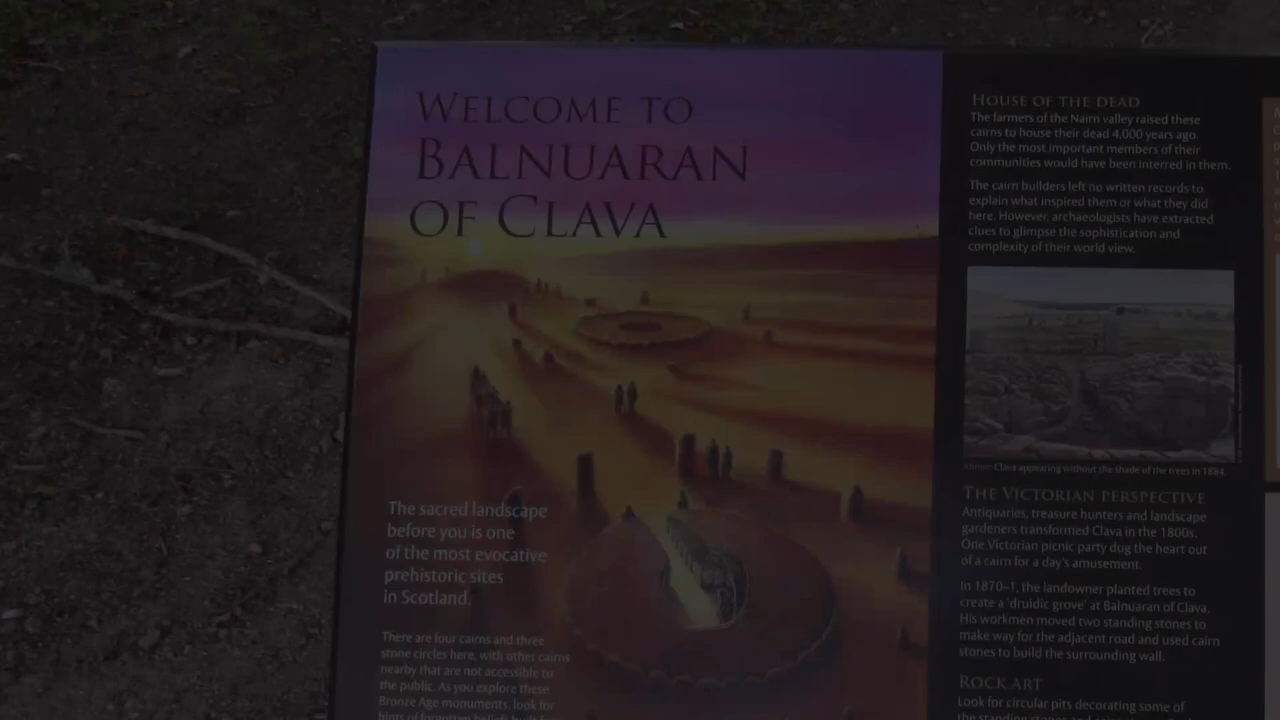 WELCOME TO
BALNUARAN
OF CLAVA
The sacred landscape
before you is one
of the most evocative
prehistoric sites
in Scotland.
There are four cairns and three
stone circles here, with other cairns
nearby that are not accessible to
the public. As you explore these
Bronze Age monuments, look for
hints of forgotten beliefs built
HOUSE OF THE DEAD
The farmers of the Nairn valley raised these
cairns to house their dead 4,000 years ago.
Only the most important members of their
communities would have been interred in them.
The cairn builders left no written records to
explain what inspired them or what they did
here. However, archaeologists have extracted
clues to glimpse the sophistication and
complexity of their world view.
Clava appearing without the shade of the trees in 1884.
THE VICTORIAN PERSPECTIVE
Antiquaries, treasure hunters and landscape
gardeners transformed Clava in the 1800s.
One Victorian picnic party dug the heart out
of a cairn for a day's amusement.
In 1870–1, the landowner planted trees to
create a 'druidic grove' at Balnuaran of Clava.
His workmen moved two standing stones to
make way for the adjacent road and used cairn
stones to build the surrounding wall.
ROCK ART
Look for circular pits decorating some of
the standing stones and